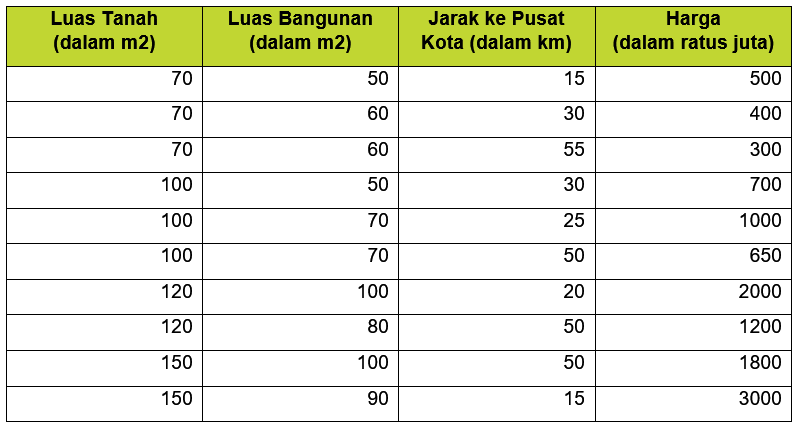 Luas Tanah (dalam m2) Luas Bangunan (dalam m2) Jarak ke Pusat Kota (dalam km) Harga (dalam ratus juta)
70 50 15 500
70 60 30 400
70 60 55 300
100 50 30 700
100 70 25 1000
100 70 50 650
120 100 20 2000
120 80 50 1200
150 100 50 1800
150 90 15 3000